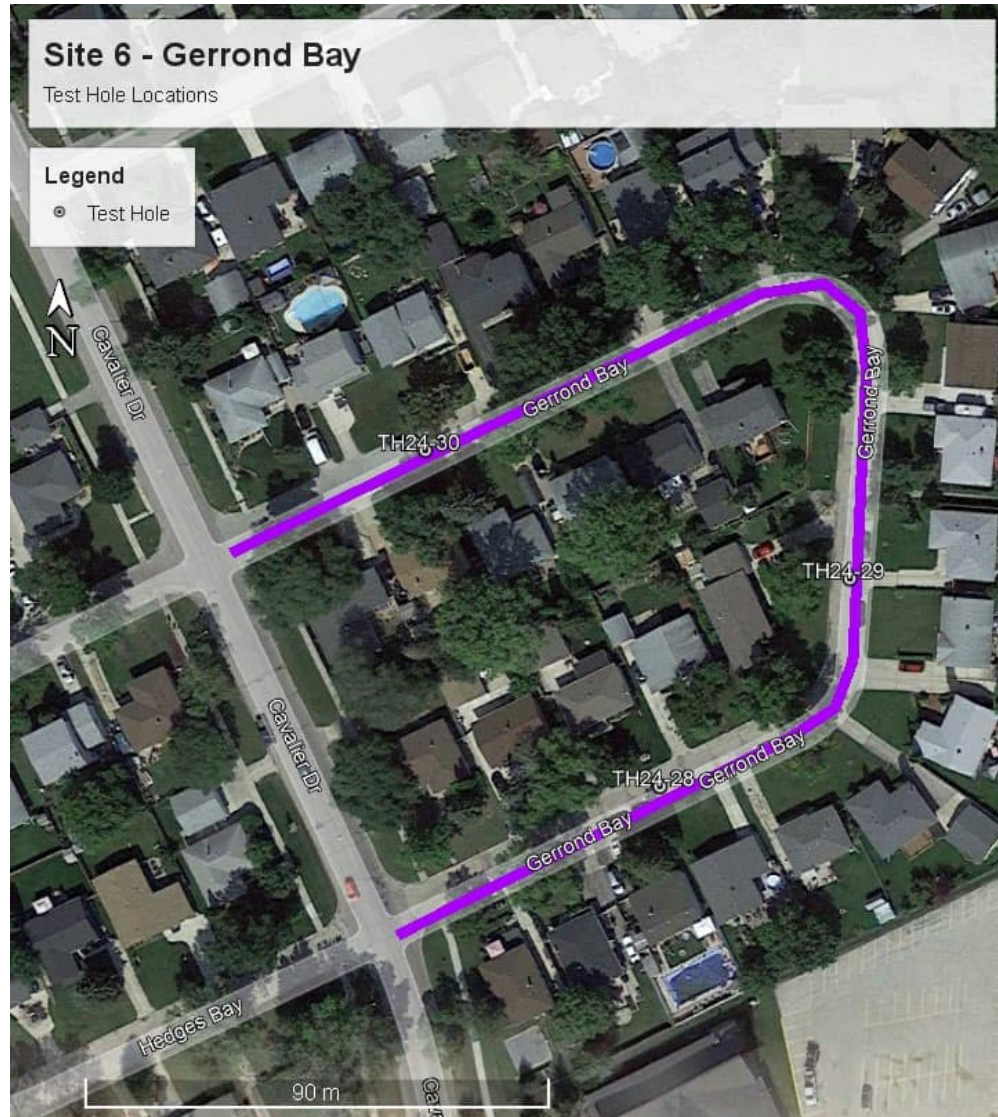 Site 6 - Gerrond Bay
Test Hole Locations
Legend
Test Hole
N
Cavalier Dr
Gerrond Bay
Gerrond Bay
TH24-30
TH24-29
Cavalier Dr
TH24-28
Gerrond Bay
Gerrond Bay
Hedges Bay
90 m
Cav